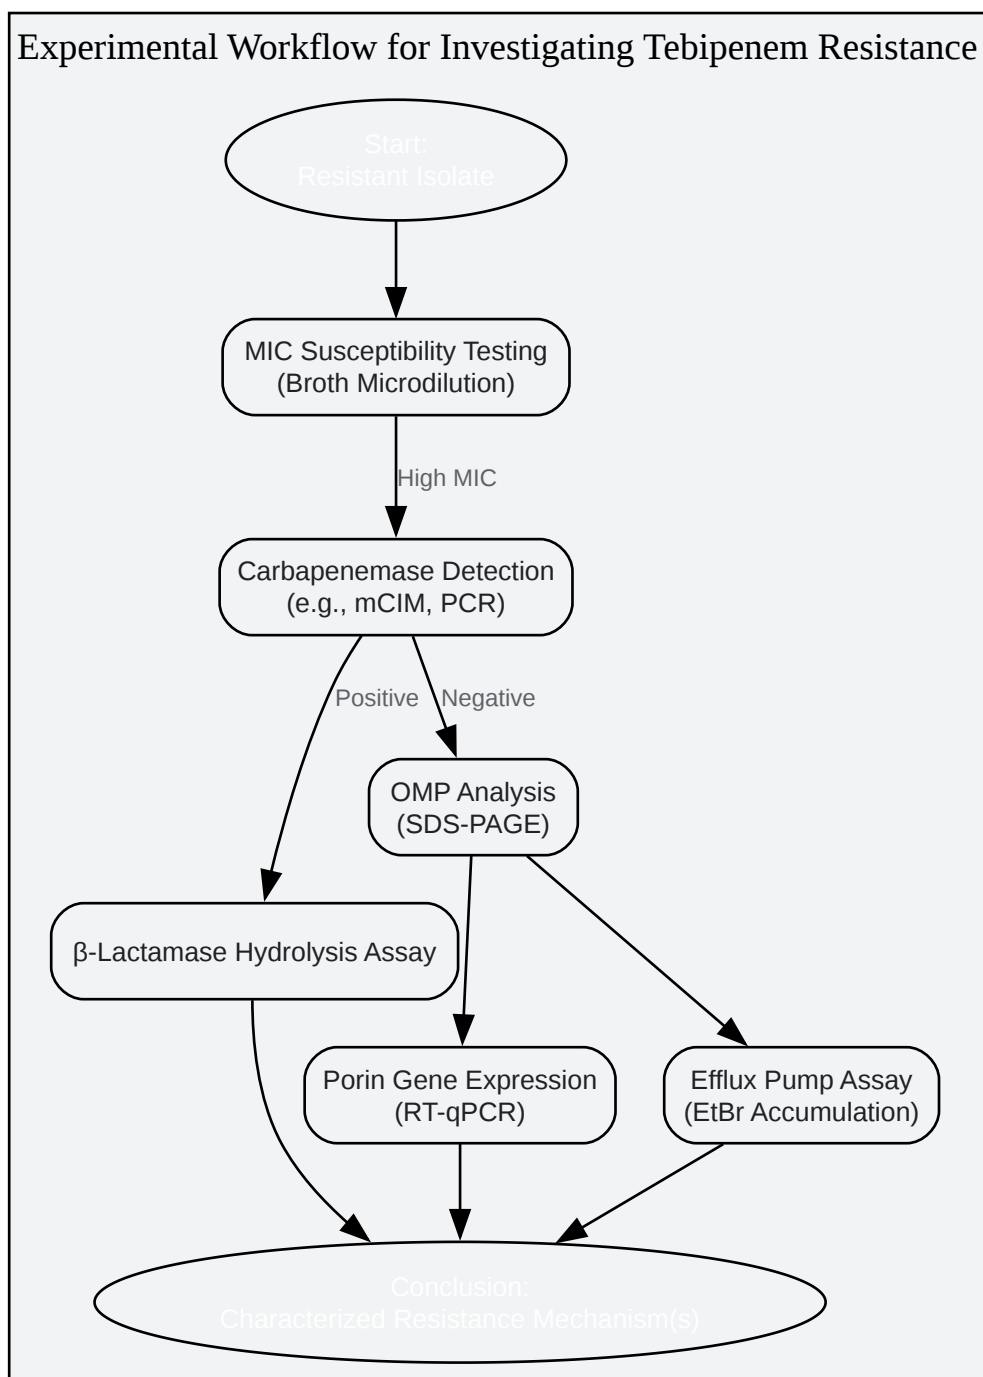 Experimental Workflow for Investigating Tebipenem Resistance
Start:
Resistant Isolate
MIC Susceptibility Testing
(Broth Microdilution)
High MIC
Carbapenemase Detection
(e.g., mCIM, PCR)
Positive
Negative
OMP Analysis
(SDS-PAGE)
β-Lactamase Hydrolysis Assay
Porin Gene Expression
(RT-qPCR)
Efflux Pump Assay
(EtBr Accumulation)
Conclusion:
Characterized Resistance Mechanism(s)